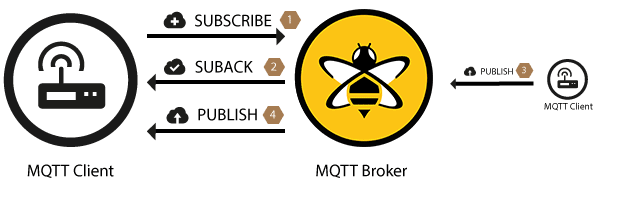 SUBSCRIBE 1
SUBACK 2
PUBLISH 3
PUBLISH 4
MQTT Client
MQTT Client
MQTT Broker